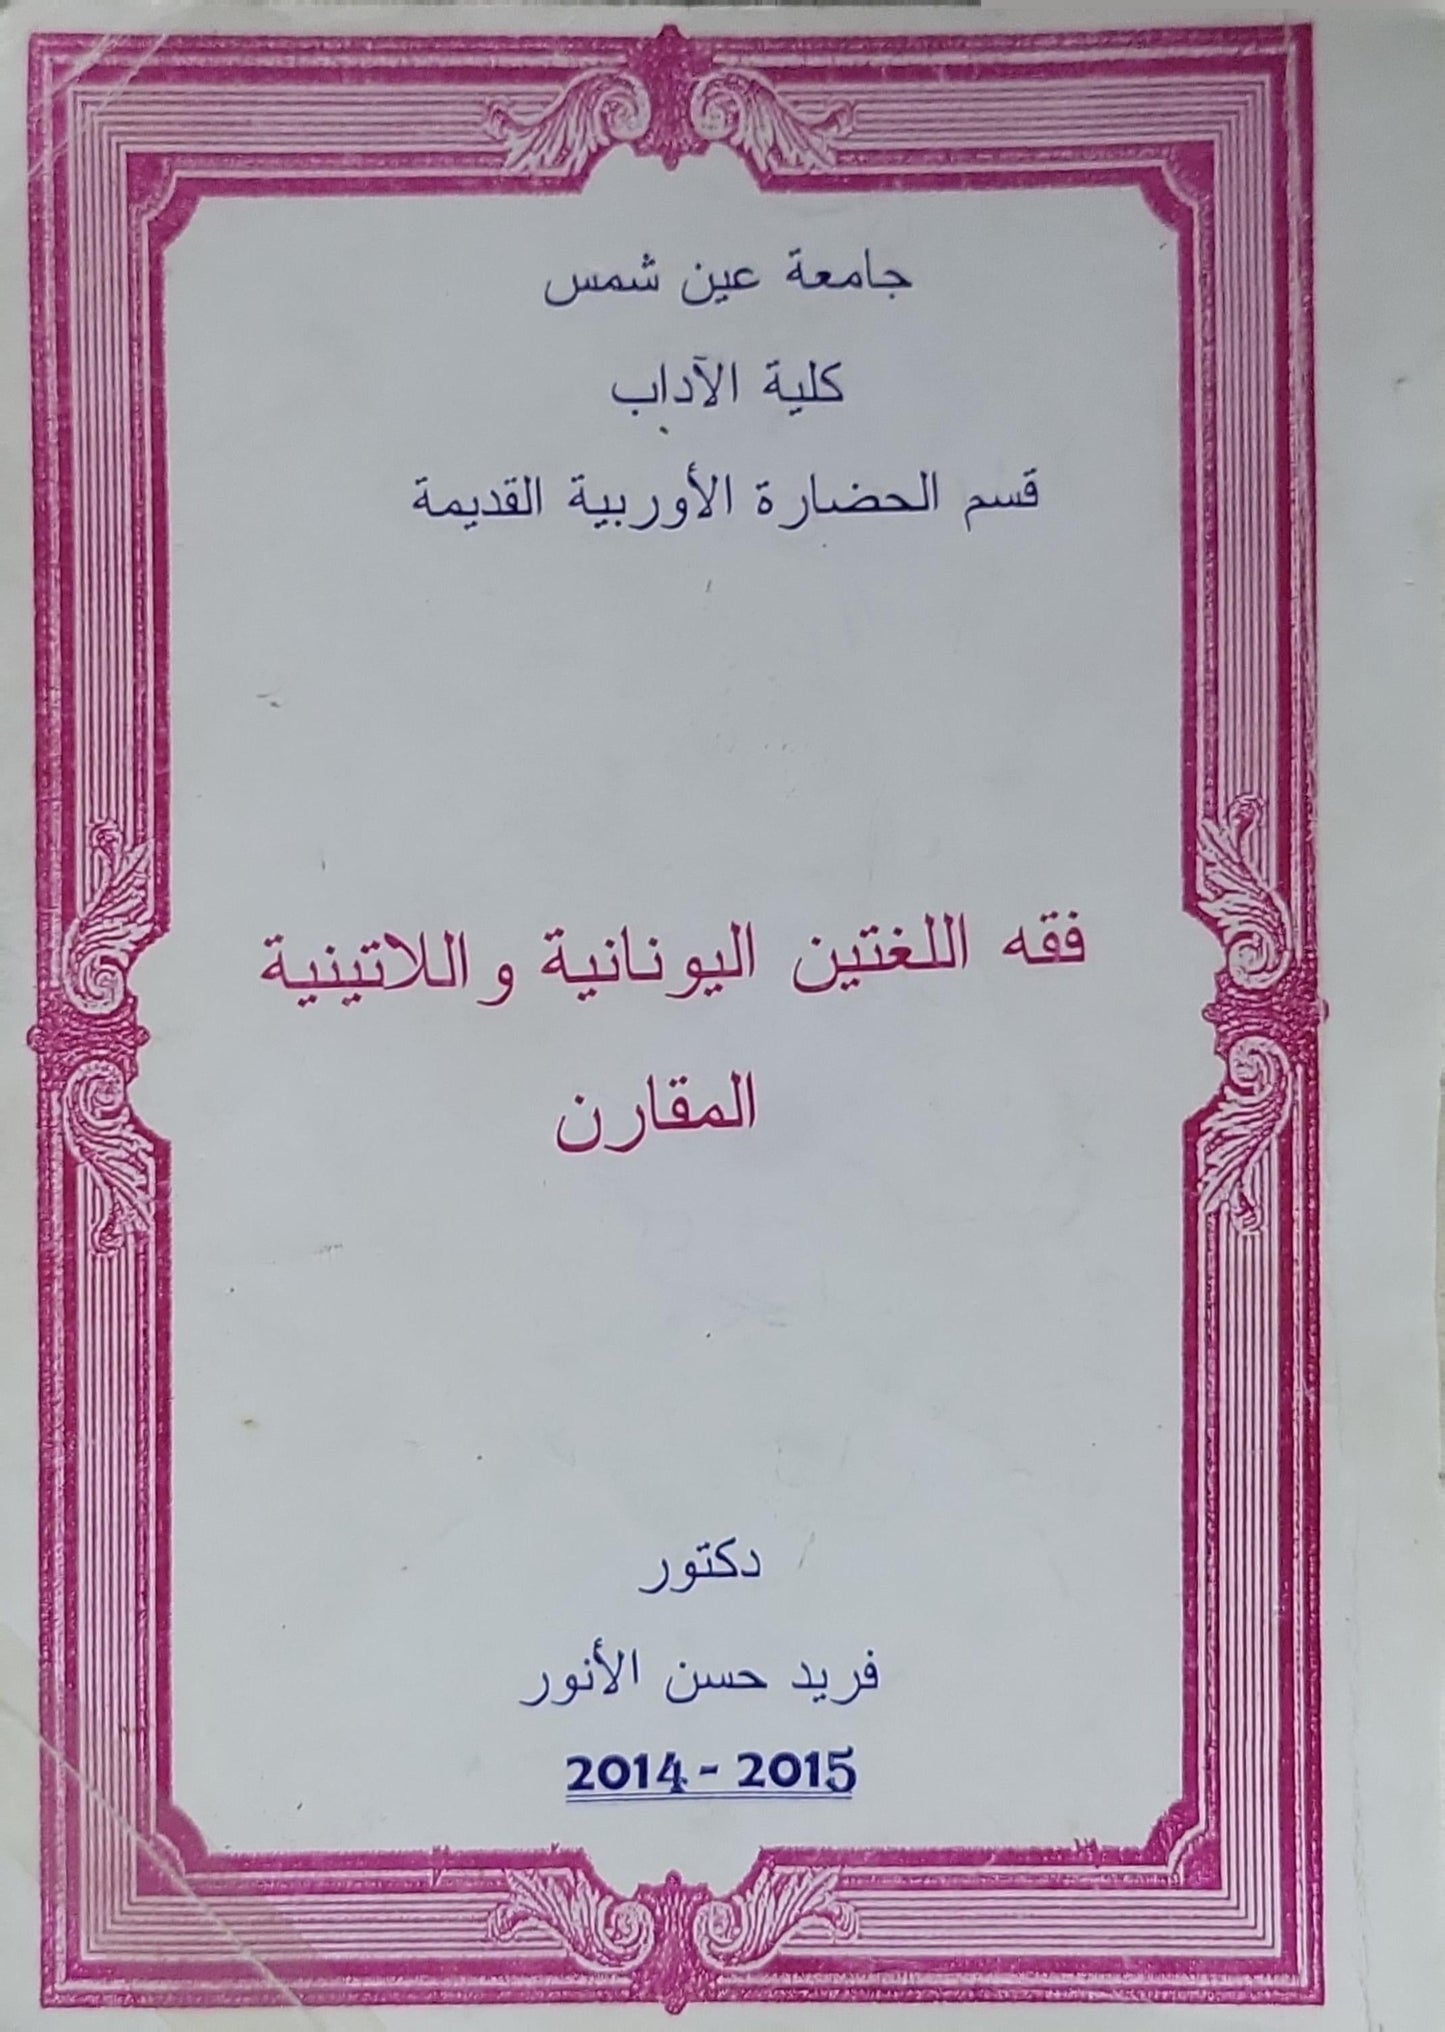 جامعة عين شمس
كلية الآداب
قسم الحضارة الأوربية القديمة
فقه اللغتين اليونانية واللاتينية
المقارن
دكتور
فريد حسن الأنور
2014 - 2015